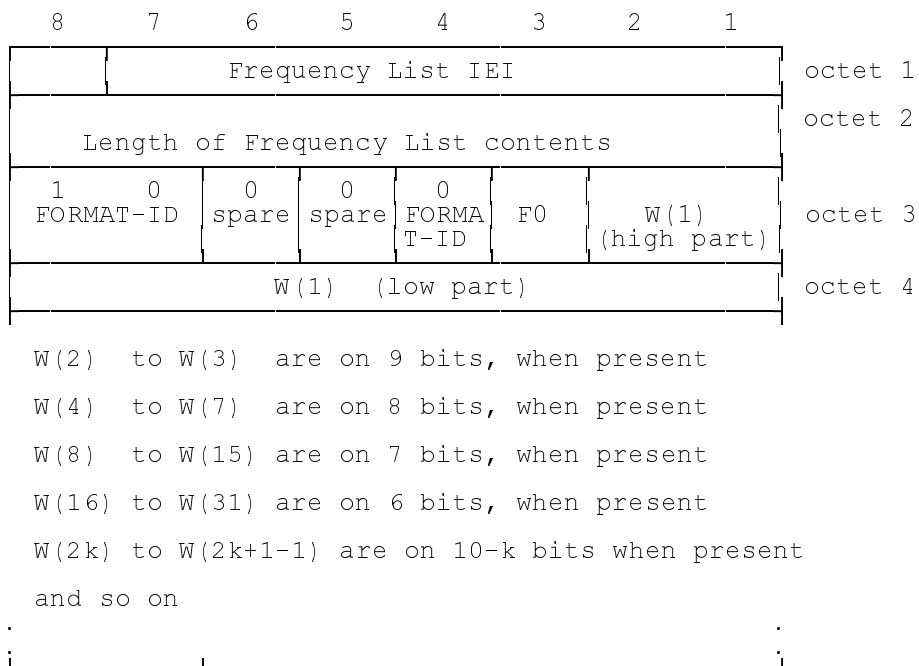 8 7 6 5 4 3 2 1
Frequency List IEI octet 1
octet 2
Length of Frequency List contents
1 0 0 0 0
FORMAT-ID spare spare FORMA F0 W(1) octet 3
T-ID (high part)
W(1) (low part) octet 4
W(2) to W(3) are on 9 bits, when present
W(4) to W(7) are on 8 bits, when present
W(8) to W(15) are on 7 bits, when present
W(16) to W(31) are on 6 bits, when present
W(2k) to W(2k+1-1) are on 10-k bits when present
and so on
. .
. .